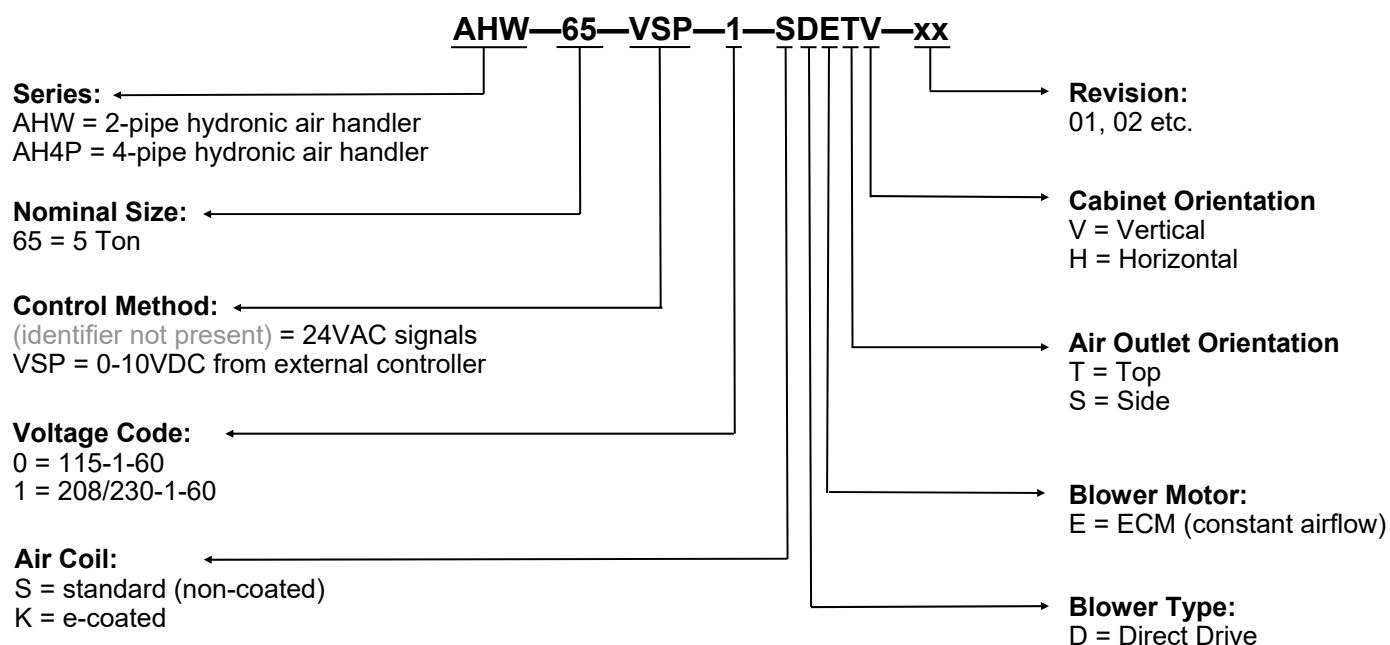 AHW—65—VSP—1—SDETV—xx
Series:
AHW = 2-pipe hydronic air handler
AH4P = 4-pipe hydronic air handler
Nominal Size:
65 = 5 Ton
Control Method:
(identifier not present) = 24VAC signals
VSP = 0-10VDC from external controller
Voltage Code:
0 = 115-1-60
1 = 208/230-1-60
Air Coil:
S = standard (non-coated)
K = e-coated
Revision:
01, 02 etc.
Cabinet Orientation
V = Vertical
H = Horizontal
Air Outlet Orientation
T = Top
S = Side
Blower Motor:
E = ECM (constant airflow)
Blower Type:
D = Direct Drive